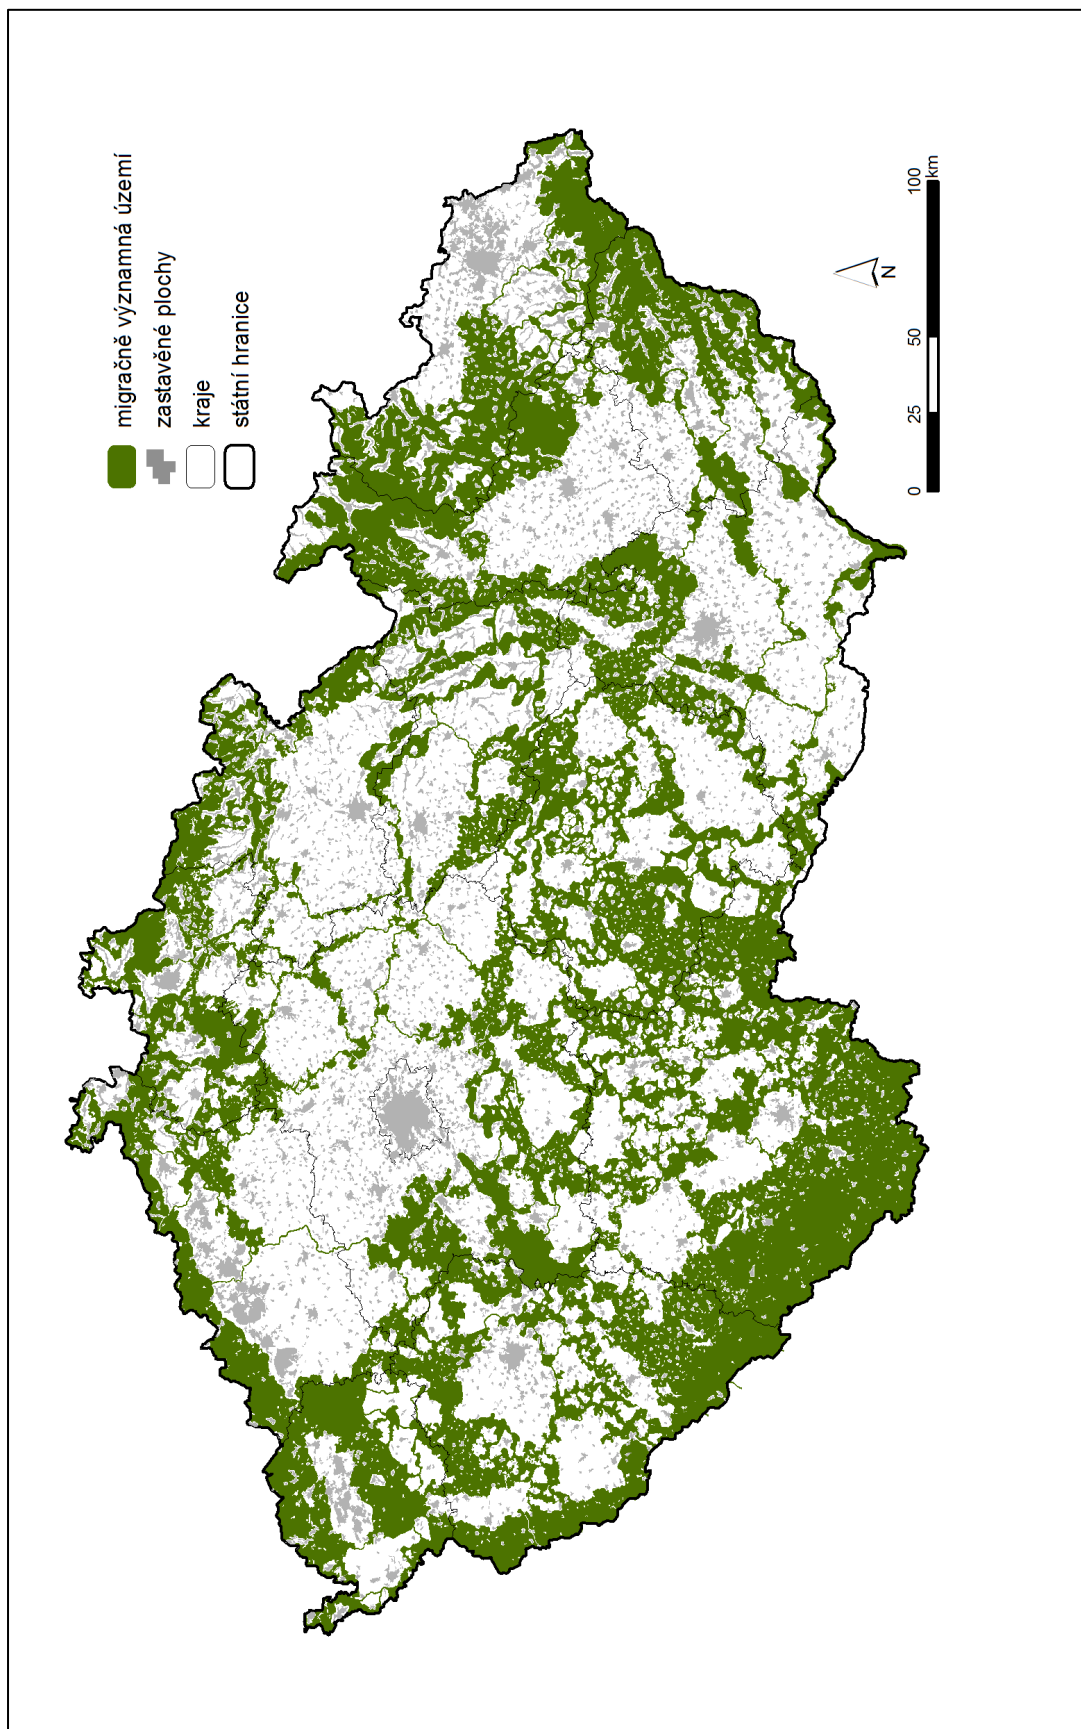 migračně významná území
zastavěné plochy
kraje
státní hranice
0 25 50 100
km
N